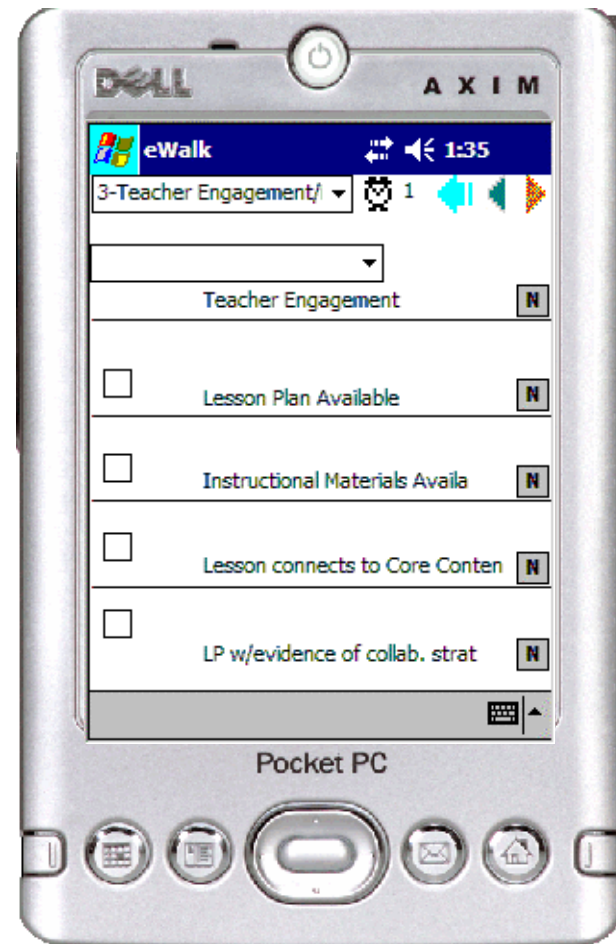 DELL
AXIM
eWalk 1:35
3-Teacher Engagement/ 1
Teacher Engagement N
Lesson Plan Available N
Instructional Materials Availa N
Lesson connects to Core Conten N
LP w/evidence of collab. strat N
Pocket PC